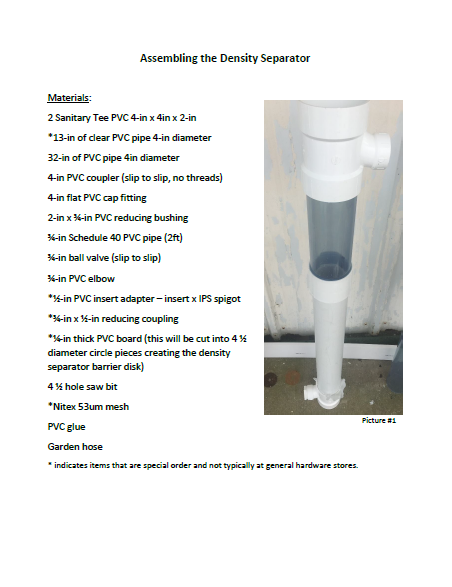 Assembling the Density Separator
Materials:
2 Sanitary Tee PVC 4-in x 4in x 2-in
*13-in of clear PVC pipe 4-in diameter
32-in of PVC pipe 4in diameter
4-in PVC coupler (slip to slip, no threads)
4-in flat PVC cap fitting
2-in x ¾-in PVC reducing bushing
¾-in Schedule 40 PVC pipe (2ft)
¾-in ball valve (slip to slip)
¾-in PVC elbow
*½-in PVC insert adapter – insert x IPS spigot
*¾-in x ½-in reducing coupling
*¼-in thick PVC board (this will be cut into 4 ½
diameter circle pieces creating the density
separator barrier disk)
4 ½ hole saw bit
*Nitex 53um mesh
PVC glue
Garden hose
Picture #1
* indicates items that are special order and not typically at general hardware stores.